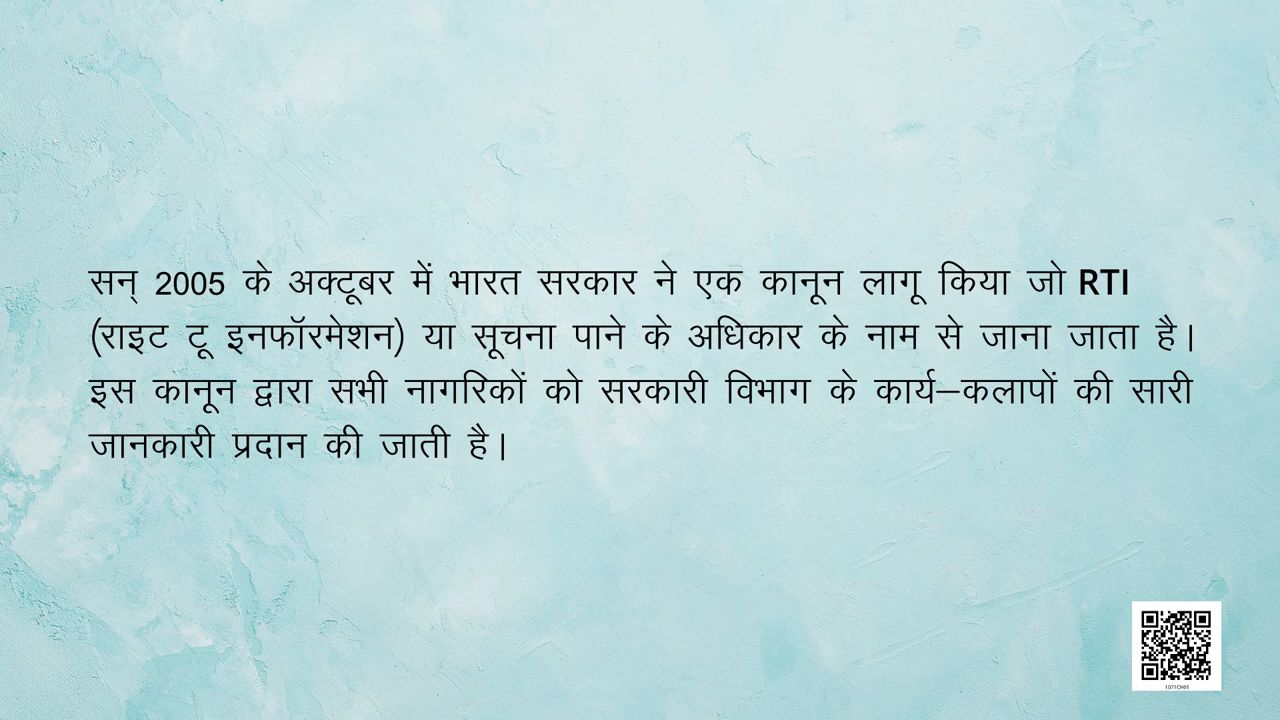 सन् 2005 के अक्टूबर में भारत सरकार ने एक कानून लागू किया जो RTI
(राइट टू इनफॉरमेशन) या सूचना पाने के अधिकार के नाम से जाना जाता है।
इस कानून द्वारा सभी नागरिकों को सरकारी विभाग के कार्य–कलापों की सारी
जानकारी प्रदान की जाती है।
1071CH05